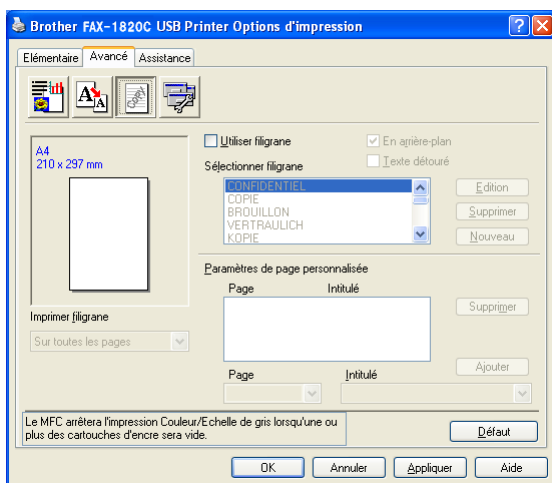 Brother FAX-1820C USB Printer Options d'impression
Elémentaire Avancé Assistance
A4
210 x 297 mm
Utiliser filigrane
En arrière-plan
Texte détouré
Sélectionner filigrane
CONFIDENTIEL
COPIE
BROUILLON
VERTRAULICH
KOPIE
Edition
Supprimer
Nouveau
Paramètres de page personnalisée
Page Intitulé
Supprimer
Imprimer filigrane
Sur toutes les pages
Ajouter
Page Intitulé
Le MFC arrêtera l'impression Couleur/Echelle de gris lorsqu'une ou
plus des cartouches d'encre sera vide.
Défaut
OK Annuler Appliquer Aide